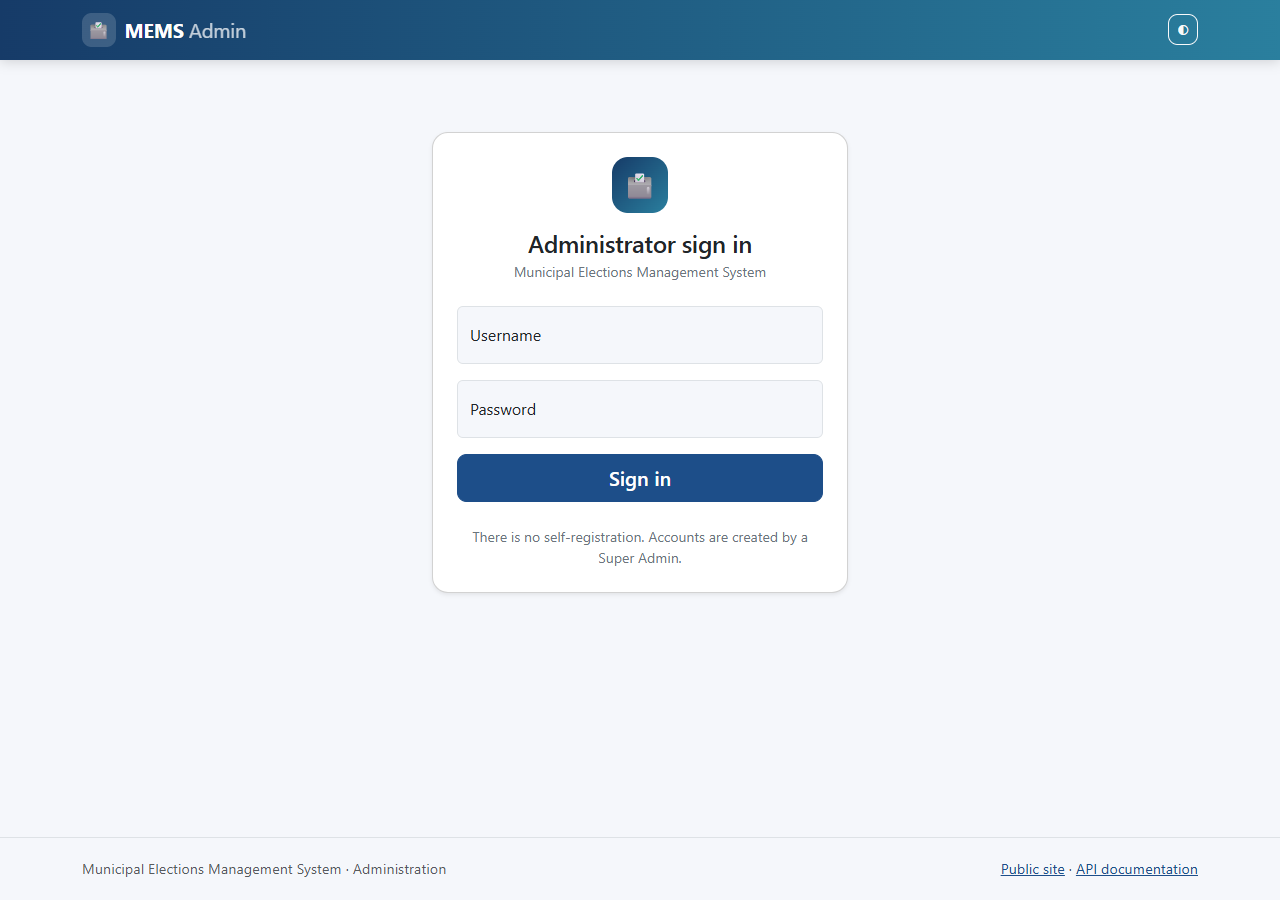 MEMS Admin
Administrator sign in
Municipal Elections Management System
Username
Password
Sign in
There is no self-registration. Accounts are created by a
Super Admin.
Municipal Elections Management System · Administration
Public site · API documentation